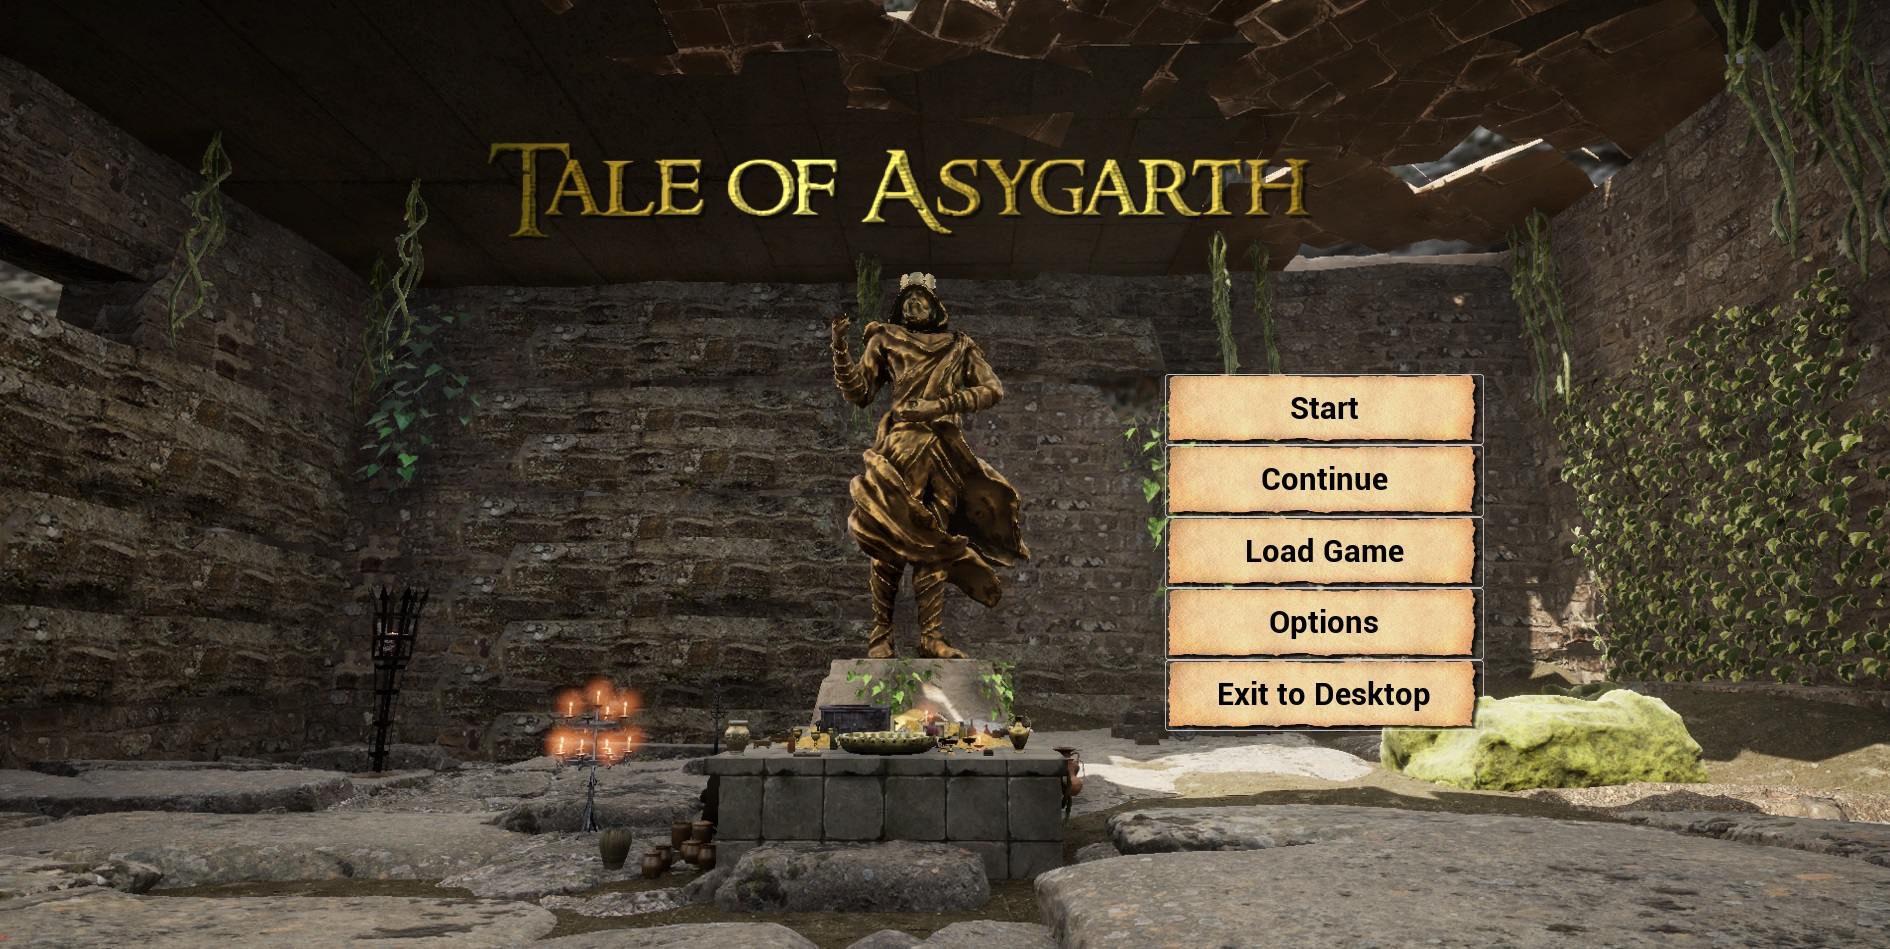 Tale of Asygarth
Start
Continue
Load Game
Options
Exit to Desktop